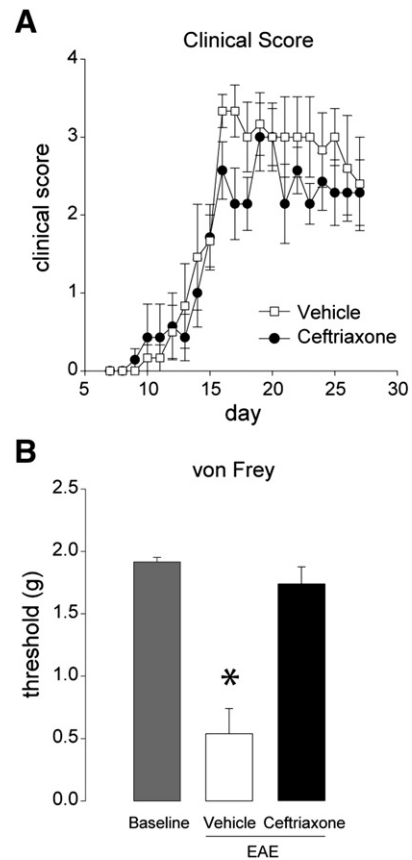 A
Clinical Score
4
3
2
1
0
clinical score
Vehicle
Ceftriaxone
5 10 15 20 25 30
day
B
von Frey
2.5
2.0
1.5
1.0
0.5
0.0
threshold (g)
*
Baseline Vehicle Ceftriaxone
EAE